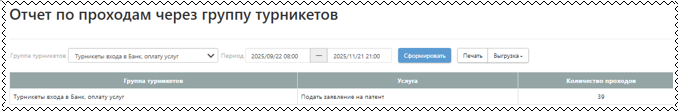 Отчет по проходам через группу турникетов
Группа турникетов Турникеты входа в Банк, оплату услуг Период 2025/09/22 08:00 — 2025/11/21 21:00 Сформировать Печать Выгрузка
Группа турникетов Услуга Количество проходов
Турникеты входа в Банк, оплату услуг Подать заявление на патент 39